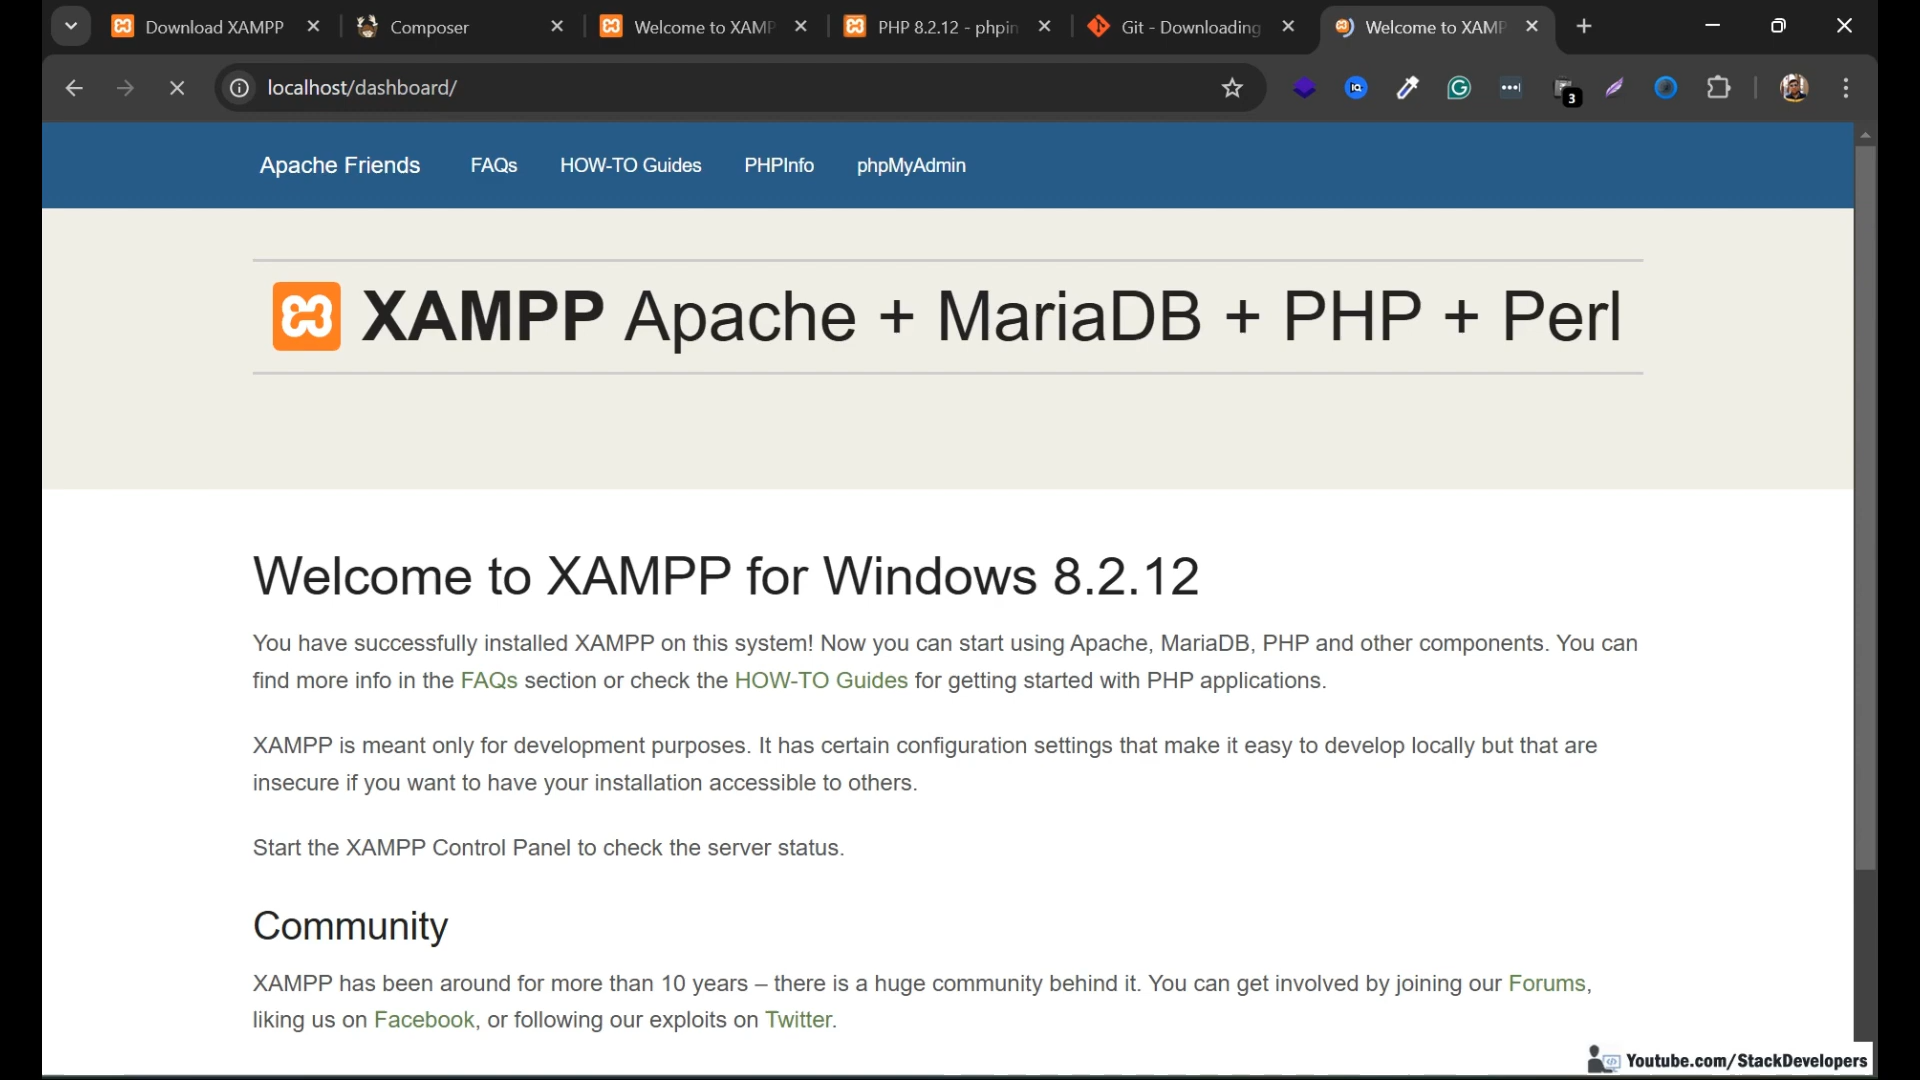 Download XAMPP
Composer
Welcome to XAMP
PHP 8.2.12 - phpin
Git - Downloading
Welcome to XAMP
localhost/dashboard/
3
Apache Friends
FAQs
HOW-TO Guides
PHPInfo
phpMyAdmin
XAMPP Apache + MariaDB + PHP + Perl
Welcome to XAMPP for Windows 8.2.12
You have successfully installed XAMPP on this system! Now you can start using Apache, MariaDB, PHP and other components. You can
find more info in the FAQs section or check the HOW-TO Guides for getting started with PHP applications.
XAMPP is meant only for development purposes. It has certain configuration settings that make it easy to develop locally but that are
insecure if you want to have your installation accessible to others.
Start the XAMPP Control Panel to check the server status.
Community
XAMPP has been around for more than 10 years – there is a huge community behind it. You can get involved by joining our Forums,
liking us on Facebook, or following our exploits on Twitter.
Youtube.com/StackDevelopers